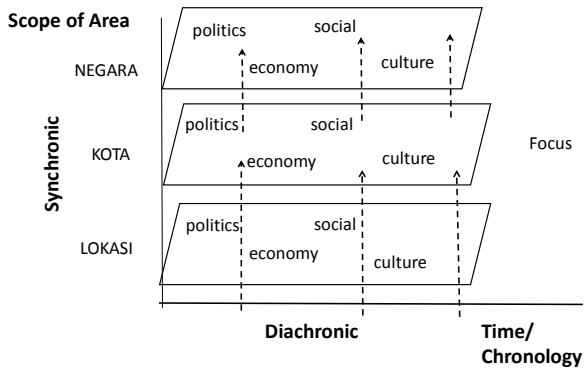 Scope of Area
politics
social
NEGARA
economy
culture
politics
social
Synchronic
KOTA
economy
culture
Focus
politics
social
LOKASI
economy
culture
Diachronic
Time/
Chronology